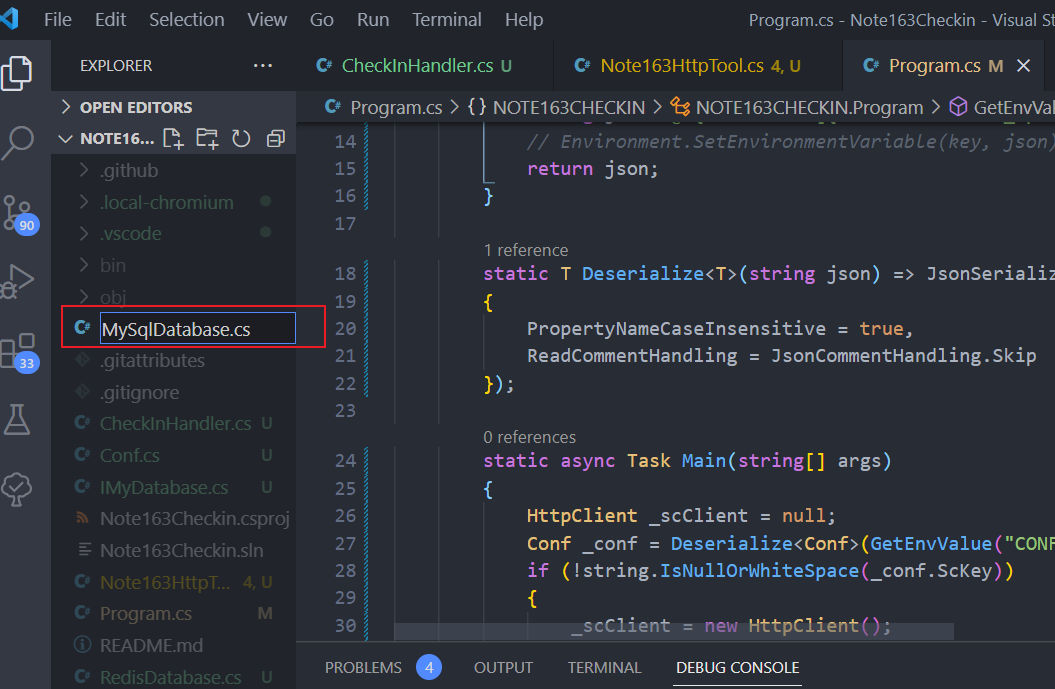 File Edit Selection View Go Run Terminal Help Program.cs - Note163Checkin - Visual
EXPLORER ···
C# CheckInHandler.cs U C# Note163HttpTool.cs 4, U C# Program.cs M
OPEN EDITORS
C# Program.cs > {} NOTE163CHECKIN > NOTE163CHECKIN.Program > GetEnvVal
NOTE16...
.github
.local-chromium
.vscode
bin
obj
C# MySqlDatabase.cs
.gitattributes
.gitignore
C# CheckInHandler.cs U
C# Conf.cs U
C# IMyDatabase.cs U
Note163Checkin.csproj
Note163Checkin.sln
C# Note163HttpT... 4, U
C# Program.cs M
README.md
C# RedisDatabase.cs U
90
33
14 // Environment.SetEnvironmentVariable(key, json)
15 return json;
16 }
17
1 reference
18 static T Deserialize<T>(string json) => JsonSerializ
19 {
20 PropertyNameCaseInsensitive = true,
21 ReadCommentHandling = JsonCommentHandling.Skip
22 });
23
0 references
24 static async Task Main(string[] args)
25 {
26 HttpClient _scClient = null;
27 Conf _conf = Deserialize<Conf>(GetEnvValue("CONF
28 if (!string.IsNullOrWhiteSpace(_conf.ScKey))
29 {
30 _scClient = new HttpClient();
PROBLEMS 4 OUTPUT TERMINAL DEBUG CONSOLE